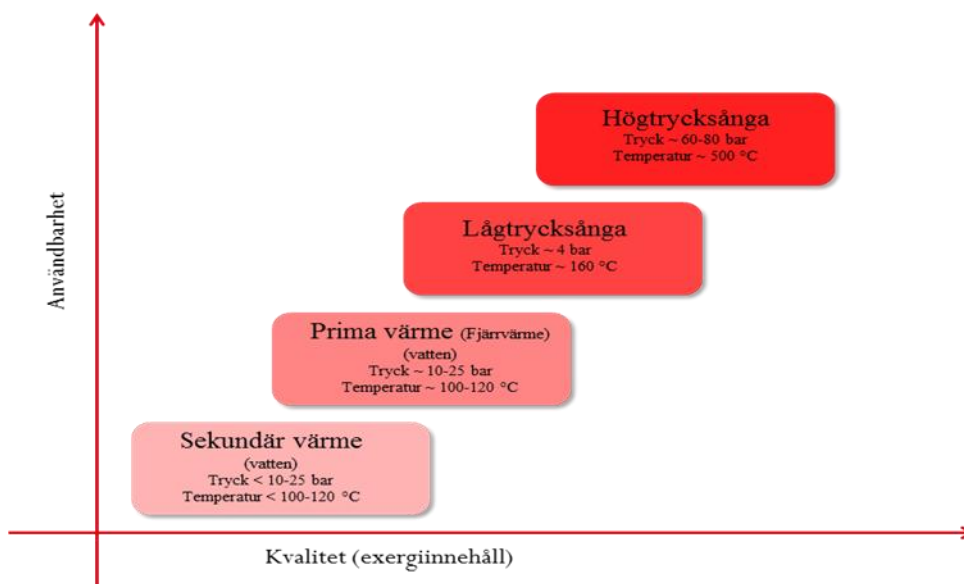 Användbarhet
Högtrycksånga
Tryck ~ 60-80 bar
Temperatur ~ 500 °C
Lågtrycksånga
Tryck ~ 4 bar
Temperatur ~ 160 °C
Prima värme (Fjärrvärme)
(vatten)
Tryck ~ 10-25 bar
Temperatur ~ 100-120 °C
Sekundär värme
(vatten)
Tryck < 10-25 bar
Temperatur < 100-120 °C
Kvalitet (exergiinnehåll)